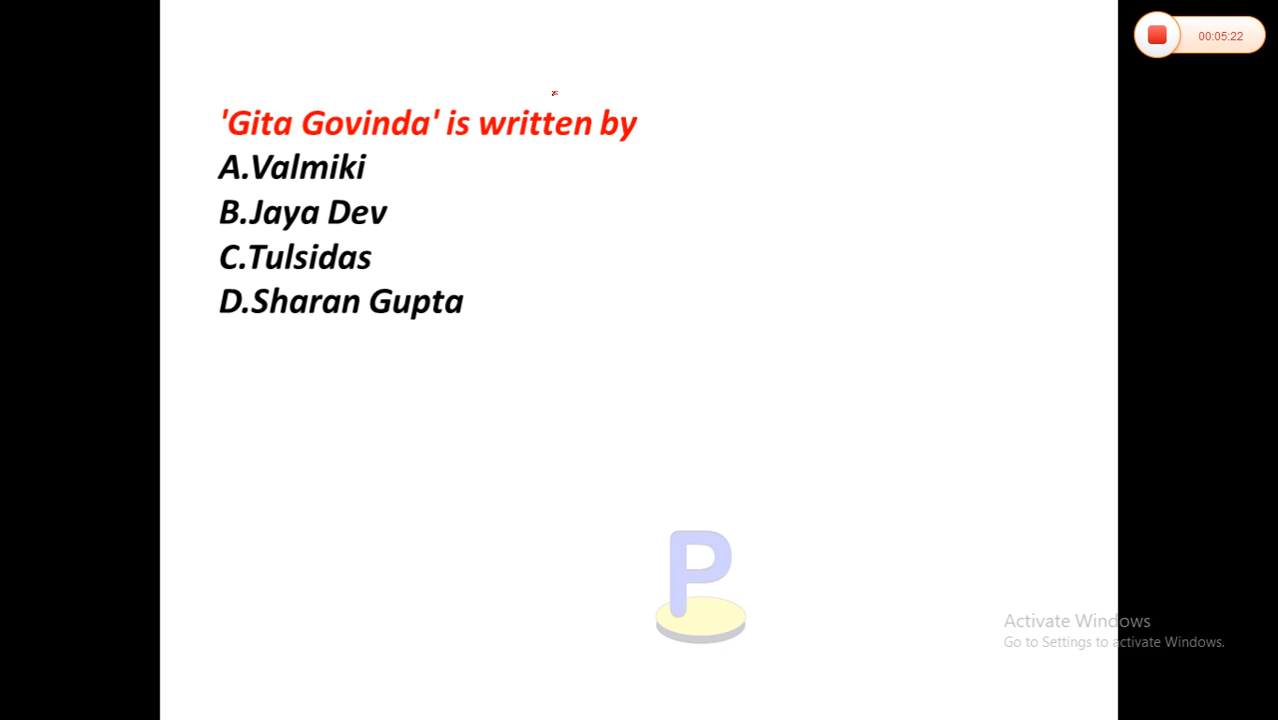 00:05:22
'Gita Govinda' is written by
A.Valmiki
B.Jaya Dev
C.Tulsidas
D.Sharan Gupta
P
Activate Windows
Go to Settings to activate Windows.